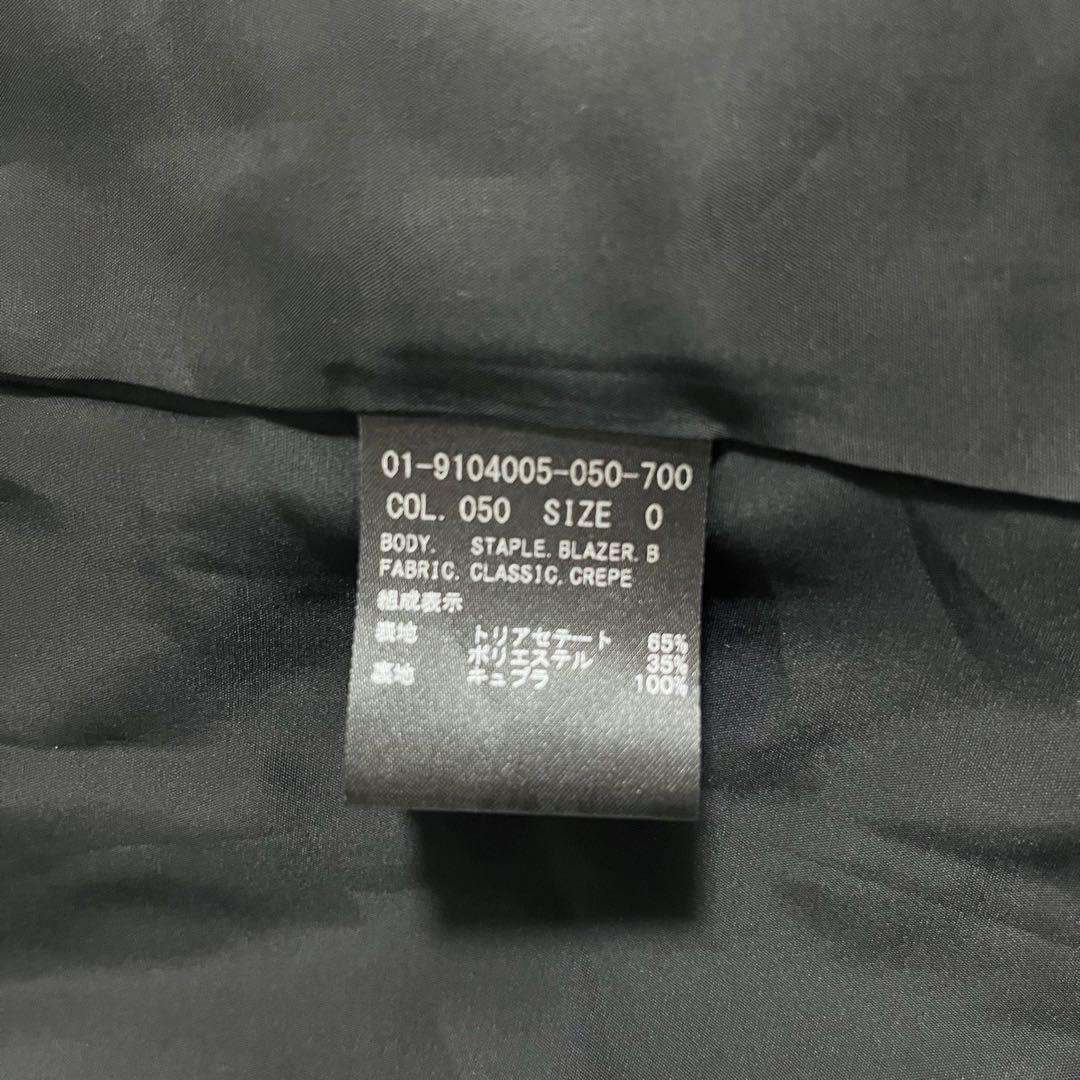 01-9104005-050-700
COL. 050 SIZE 0
BODY. STAPLE. BLAZER. B
FABRIC. CLASSIC. CREPE
組成表示
表地 トリアセテート 65%
ポリエステル 35%
裏地 キュプラ 100%